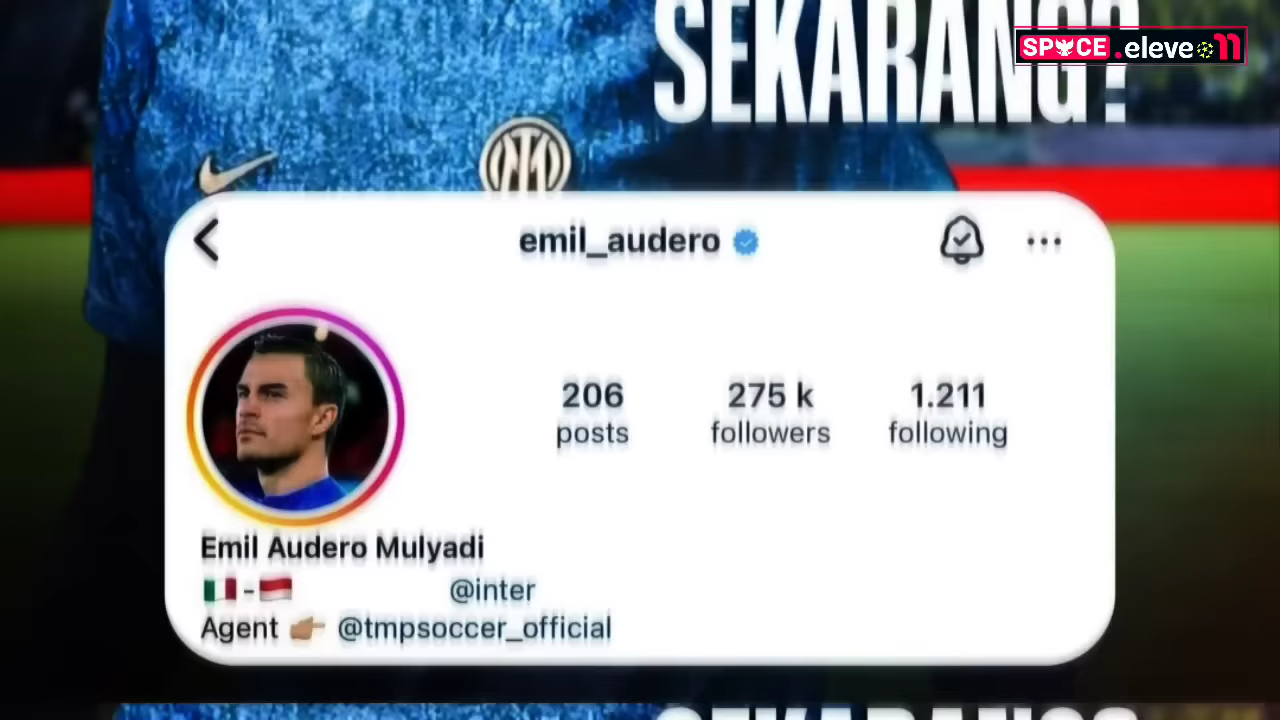 SEKARANG?
SPACE.eleven11
emil_audero
206
posts
275 k
followers
1.211
following
Emil Audero Mulyadi
🇮🇹-🇮🇩 @inter
Agent 👉🏼 @tmpsoccer_official